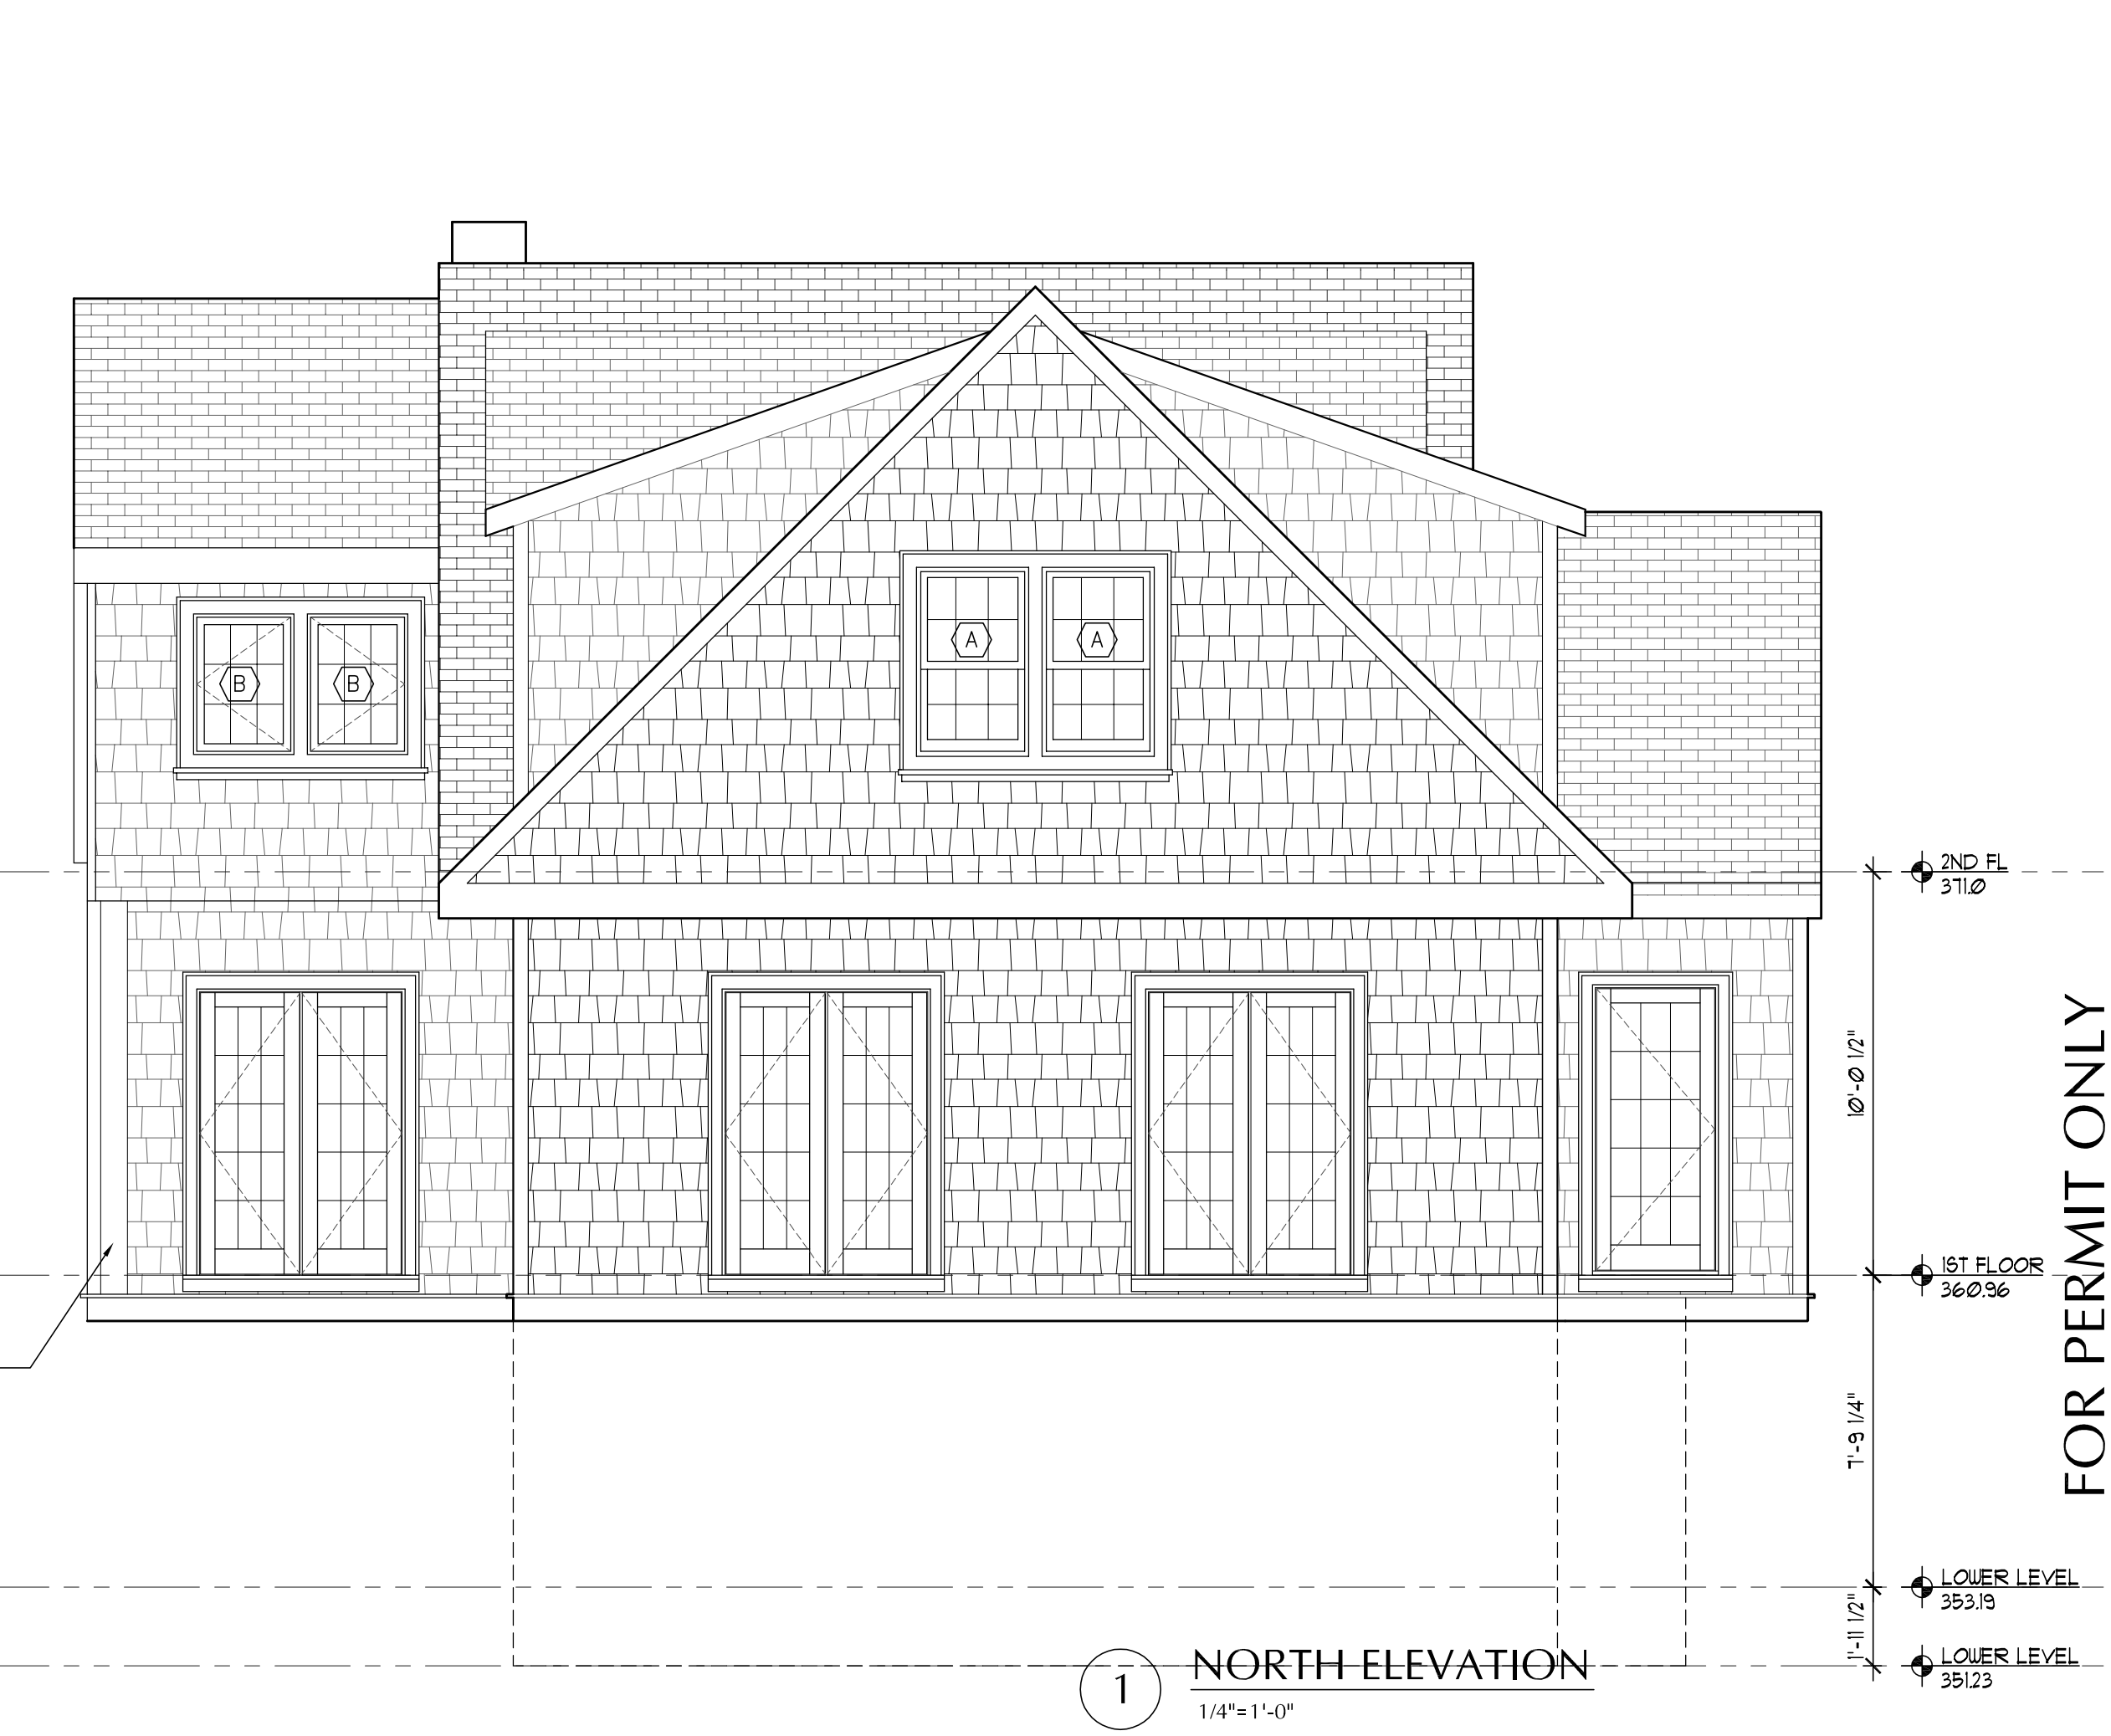 B
B
A
A
2ND FL
371.0
10'-0 1/2"
1ST FLOOR
360.96
7'-9 1/4"
LOWER LEVEL
353.19
1'-11 1/2"
LOWER LEVEL
351.23
FOR PERMIT ONLY
1
NORTH ELEVATION
1/4"=1'-0"